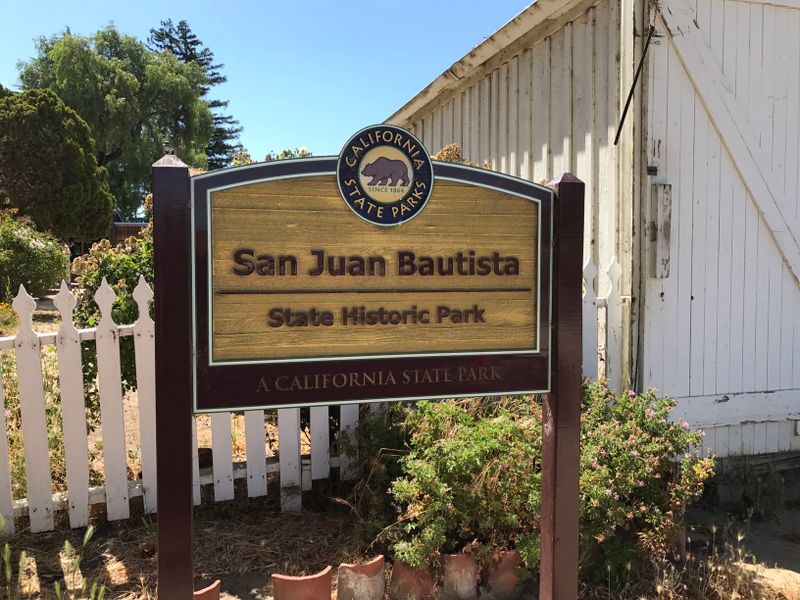 CALIFORNIA
SINCE 1864
STATE PARKS
San Juan Bautista
State Historic Park
A CALIFORNIA STATE PARK